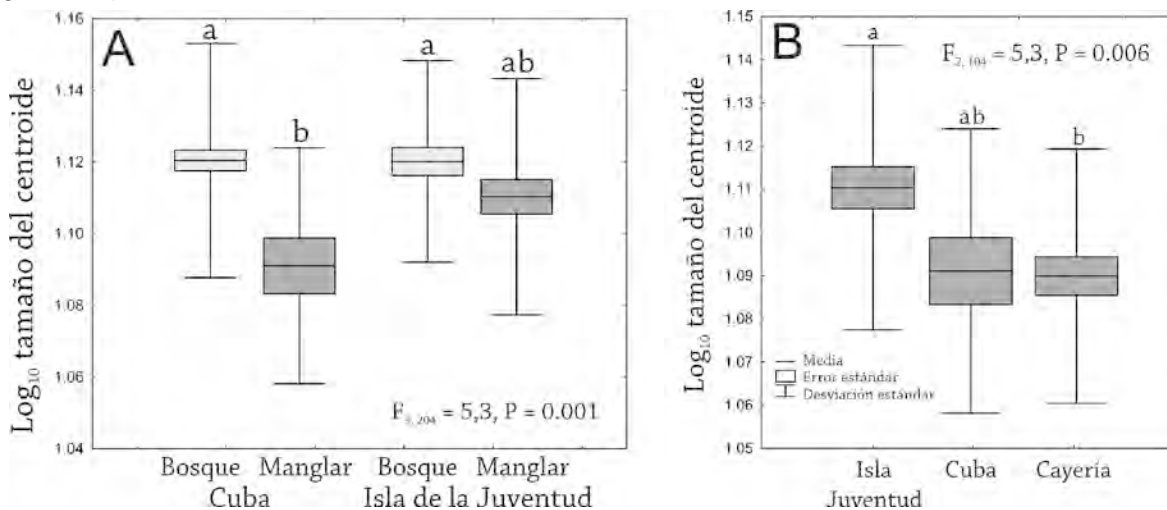 A
Log₁₀ tamaño del centroide
1.16
1.14
1.12
1.10
1.08
1.06
1.04
a
b
a
ab
F₃, ₂₀₄ = 5,3, P = 0.001
Bosque Manglar Bosque Manglar
Cuba Isla de la Juventud
B
Log₁₀ tamaño del centroide
1.15
1.14
1.13
1.12
1.11
1.10
1.09
1.08
1.07
1.06
1.05
a
ab
b
F₂, ₁₀₄ = 5,3, P = 0.006
Media
Error estándar
Desviación estándar
Isla Cuba Cayería
Juventud